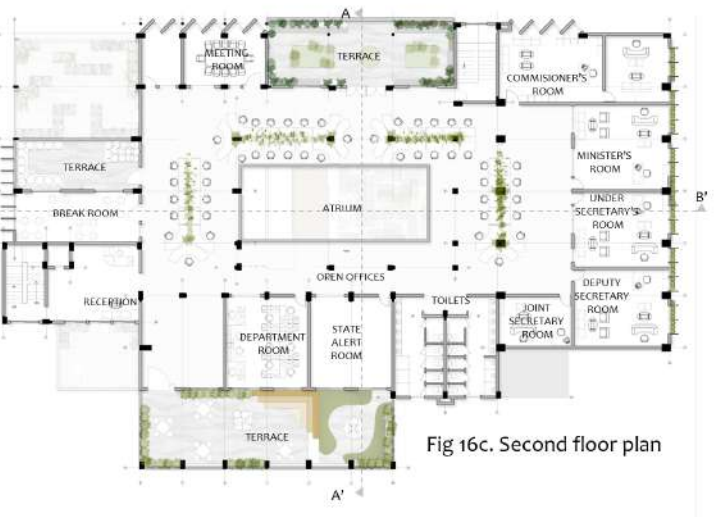 A
MEETING
ROOM
TERRACE
COMMISIONER'S
ROOM
TERRACE
MINISTER'S
ROOM
BREAK ROOM
ATRIUM
UNDER
SECRETARY'S
ROOM
B'
OPEN OFFICES
RECEPTION
TOILETS
DEPUTY
SECRETARY
ROOM
DEPARTMENT
ROOM
STATE
ALERT
ROOM
JOINT
SECRETARY
ROOM
TERRACE
Fig 16c. Second floor plan
A'